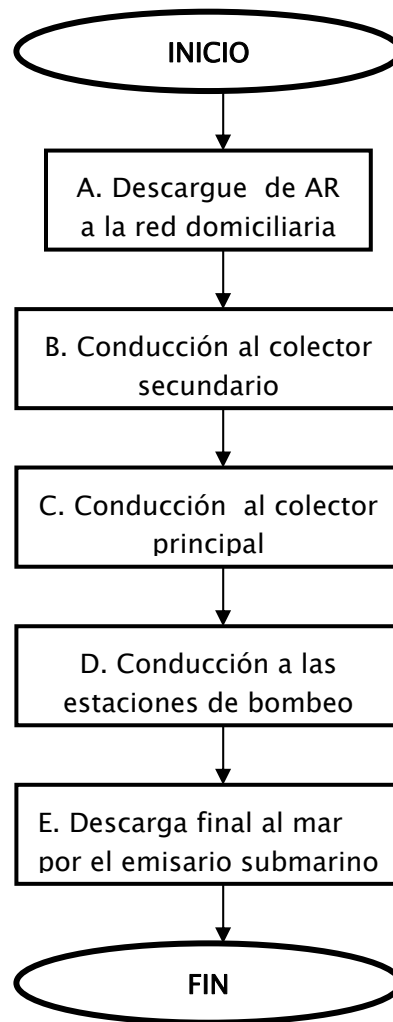 INICIO
A. Descargue de AR
a la red domiciliaria
B. Conducción al colector
secundario
C. Conducción al colector
principal
D. Conducción a las
estaciones de bombeo
E. Descarga final al mar
por el emisario submarino
FIN